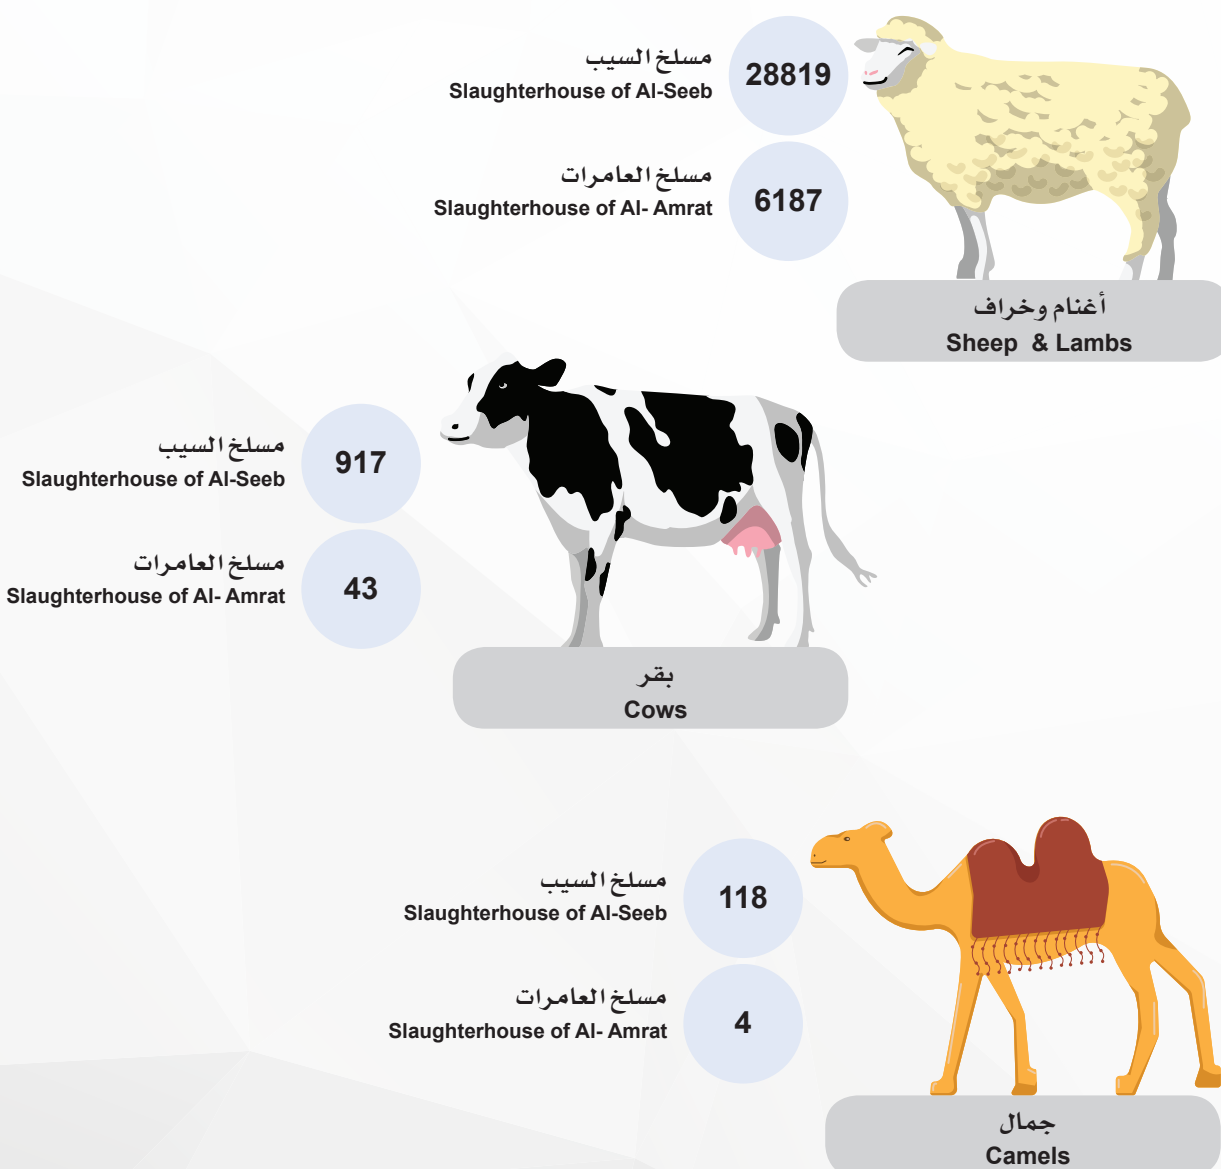 مسلخ السيب
Slaughterhouse of Al-Seeb
28819
مسلخ العامرات
Slaughterhouse of Al- Amrat
6187
أغنام وخراف
Sheep & Lambs
مسلخ السيب
Slaughterhouse of Al-Seeb
917
مسلخ العامرات
Slaughterhouse of Al- Amrat
43
بقر
Cows
مسلخ السيب
Slaughterhouse of Al-Seeb
118
مسلخ العامرات
Slaughterhouse of Al- Amrat
4
جمال
Camels